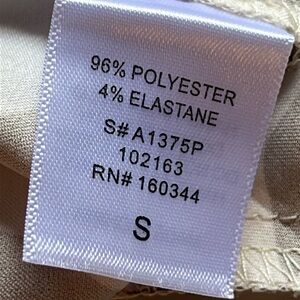 96% POLYESTER
4% ELASTANE
S# A1375P
102163
RN# 160344
S